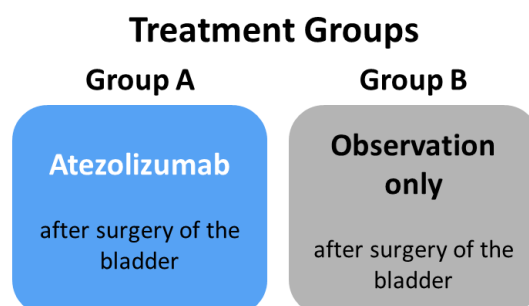 Treatment Groups
Group A
Group B
Atezolizumab
after surgery of the
bladder
Observation
only
after surgery of the
bladder